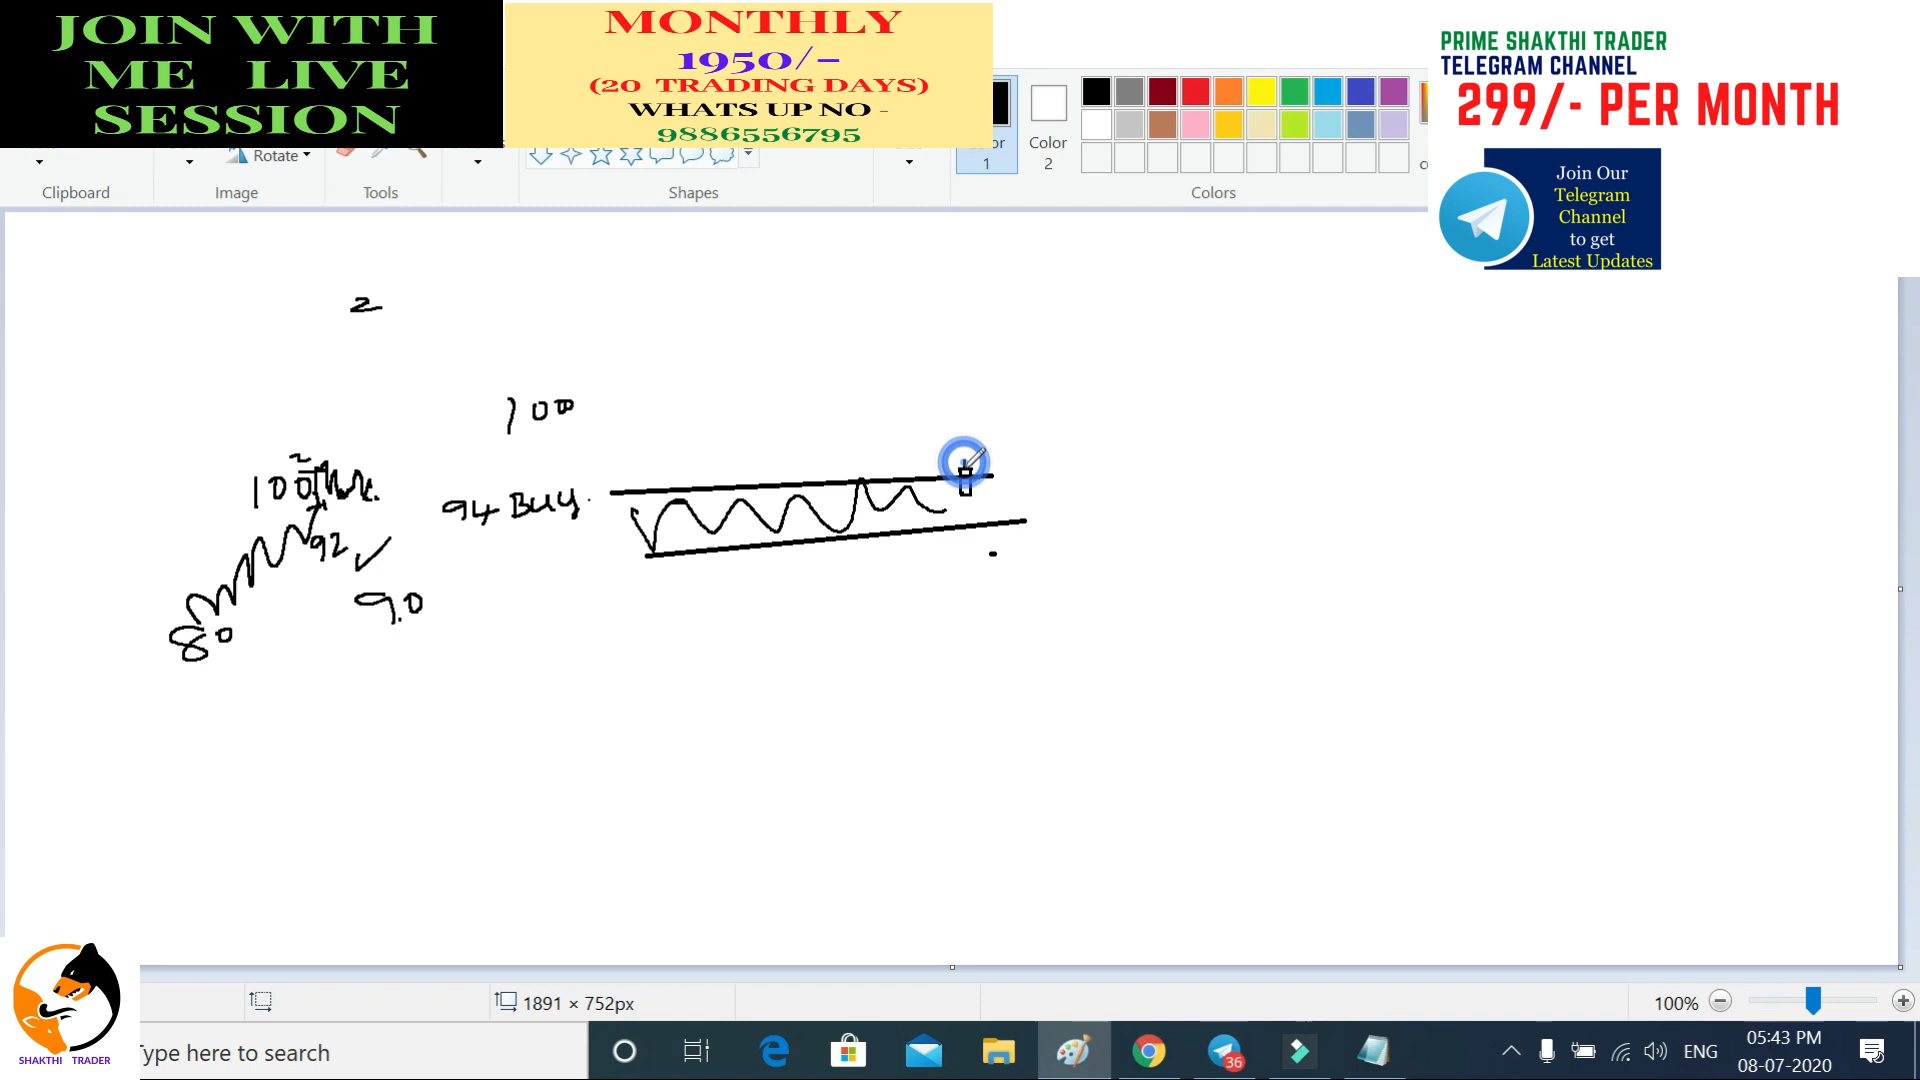 JOIN WITH
ME LIVE
SESSION
MONTHLY
1950/-
(20 TRADING DAYS)
WHATS UP NO -
9886556795
PRIME SHAKTHI TRADER
TELEGRAM CHANNEL
299/- PER MONTH
Join Our
Telegram
Channel
to get
Latest Updates
Rotate
Color
2
1
Clipboard
Image
Tools
Shapes
Colors
2
100
94 Buy.
92
90
80
1891 × 752px
100%
SHAKTHI TRADER
Type here to search
36
ENG
05:43 PM
08-07-2020